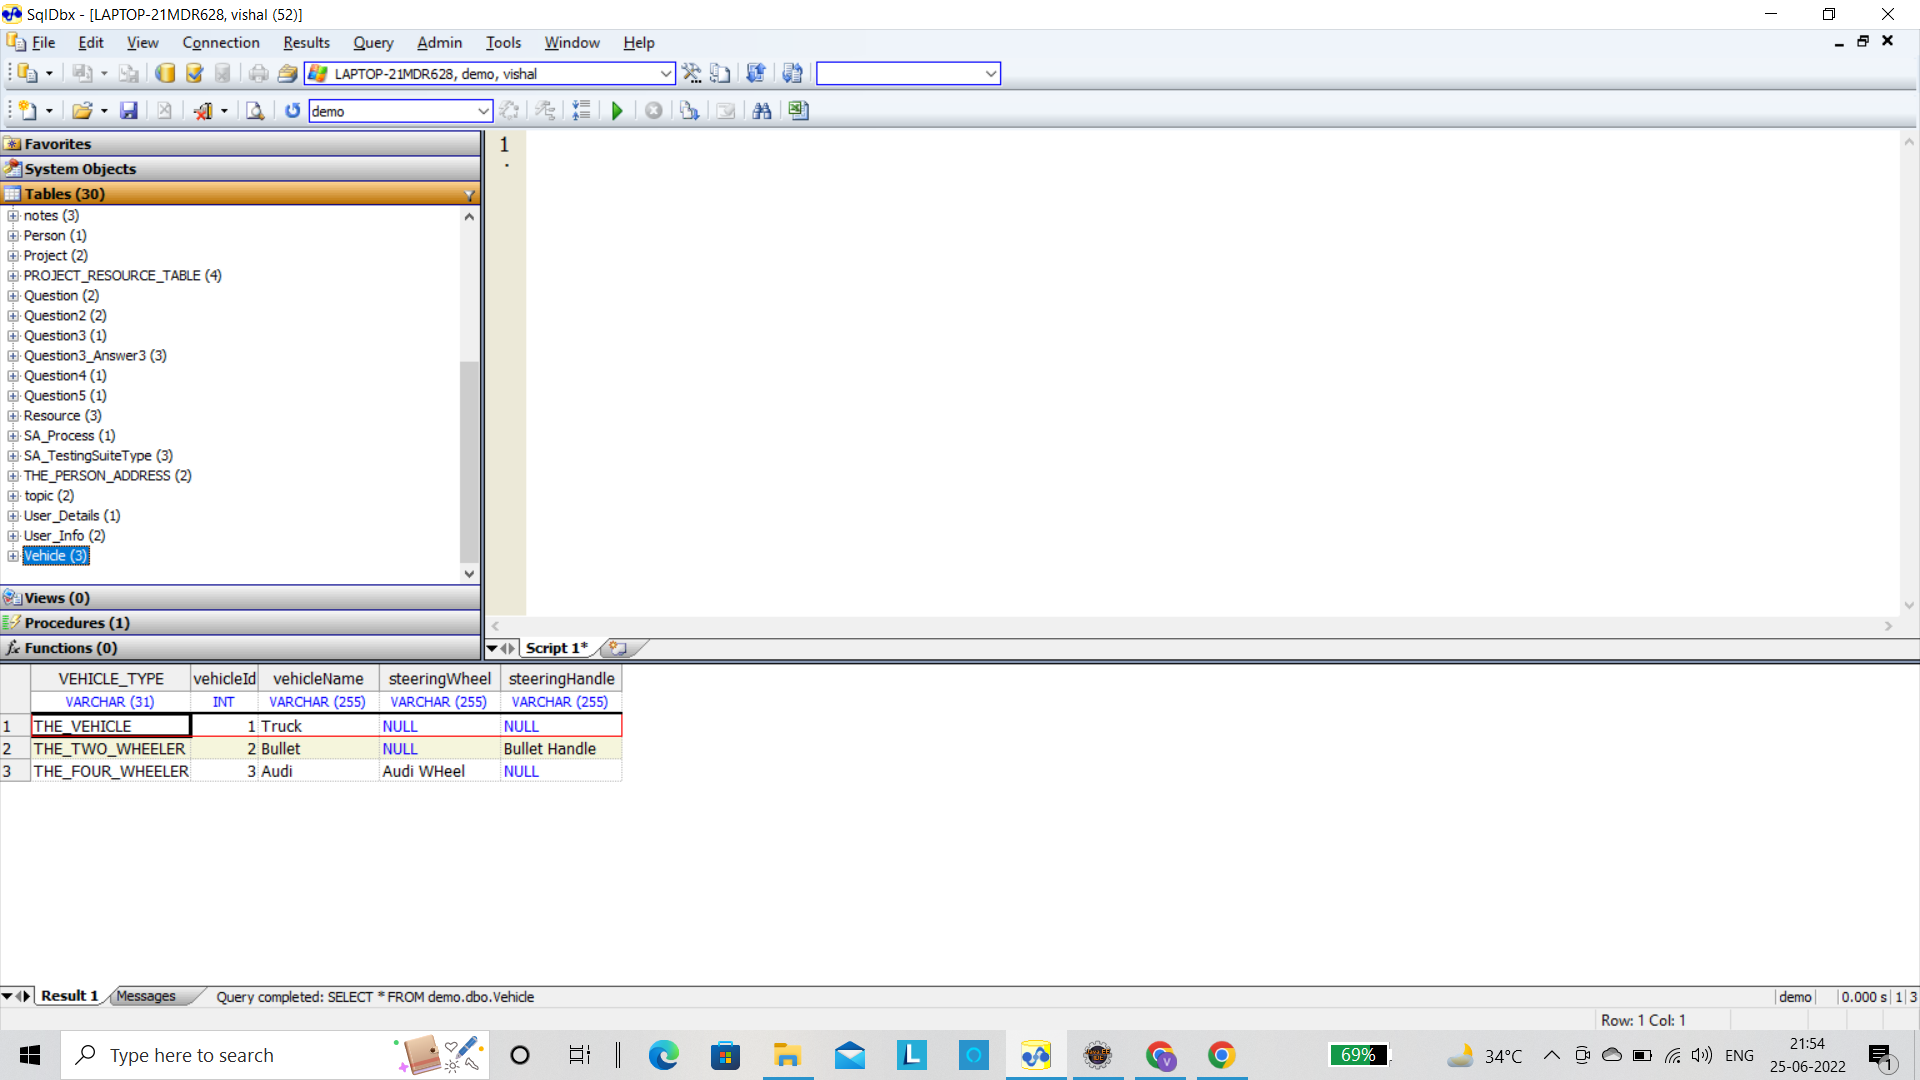 SqlDbx - [LAPTOP-21MDR628, vishal (52)]
File Edit View Connection Results Query Admin Tools Window Help
LAPTOP-21MDR628, demo, vishal
demo
Favorites
System Objects
Tables (30)
notes (3)
Person (1)
Project (2)
PROJECT_RESOURCE_TABLE (4)
Question (2)
Question2 (2)
Question3 (1)
Question3_Answer3 (3)
Question4 (1)
Question5 (1)
Resource (3)
SA_Process (1)
SA_TestingSuiteType (3)
THE_PERSON_ADDRESS (2)
topic (2)
User_Details (1)
User_Info (2)
Vehicle (3)
Views (0)
Procedures (1)
Functions (0)
1
Script 1*
VEHICLE_TYPE vehicleId vehicleName steeringWheel steeringHandle
VARCHAR (31) INT VARCHAR (255) VARCHAR (255) VARCHAR (255)
1 THE_VEHICLE 1 Truck NULL NULL
2 THE_TWO_WHEELER 2 Bullet NULL Bullet Handle
3 THE_FOUR_WHEELER 3 Audi Audi WHeel NULL
Result 1 Messages Query completed: SELECT * FROM demo.dbo.Vehicle demo 0.000 s 1 3
Row: 1 Col: 1
Type here to search L 69% 34°C ENG 21:54
25-06-2022 1